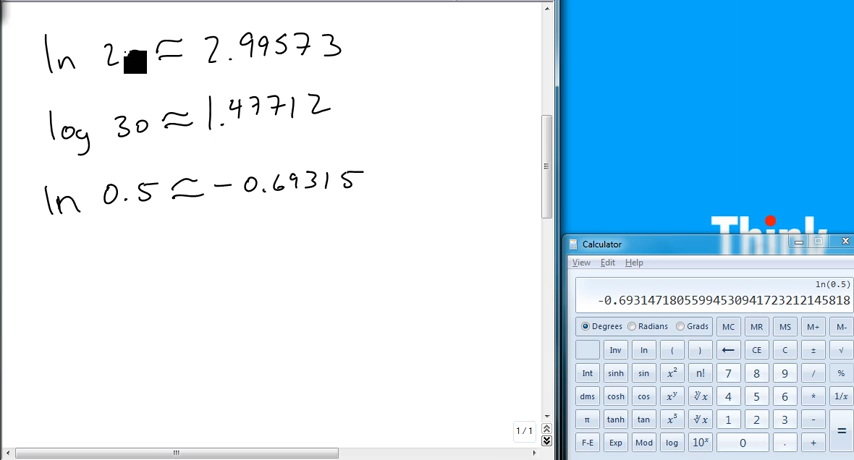 ln 2 ≈ 2.99573
log 30 ≈ 1.47712
ln 0.5 ≈ -0.69315
1/1
Think
Calculator
View Edit Help
ln(0.5)
-0.69314718055994530941723212145818
Degrees Radians Grads MC MR MS M+ M-
Inv ln ( ) ← CE C ± √
Int sinh sin x² n! 7 8 9 / %
dms cosh cos xʸ ʸ√x 4 5 6 * 1/x
π tanh tan x³ ³√x 1 2 3 - =
F-E Exp Mod log 10ˣ 0 . +